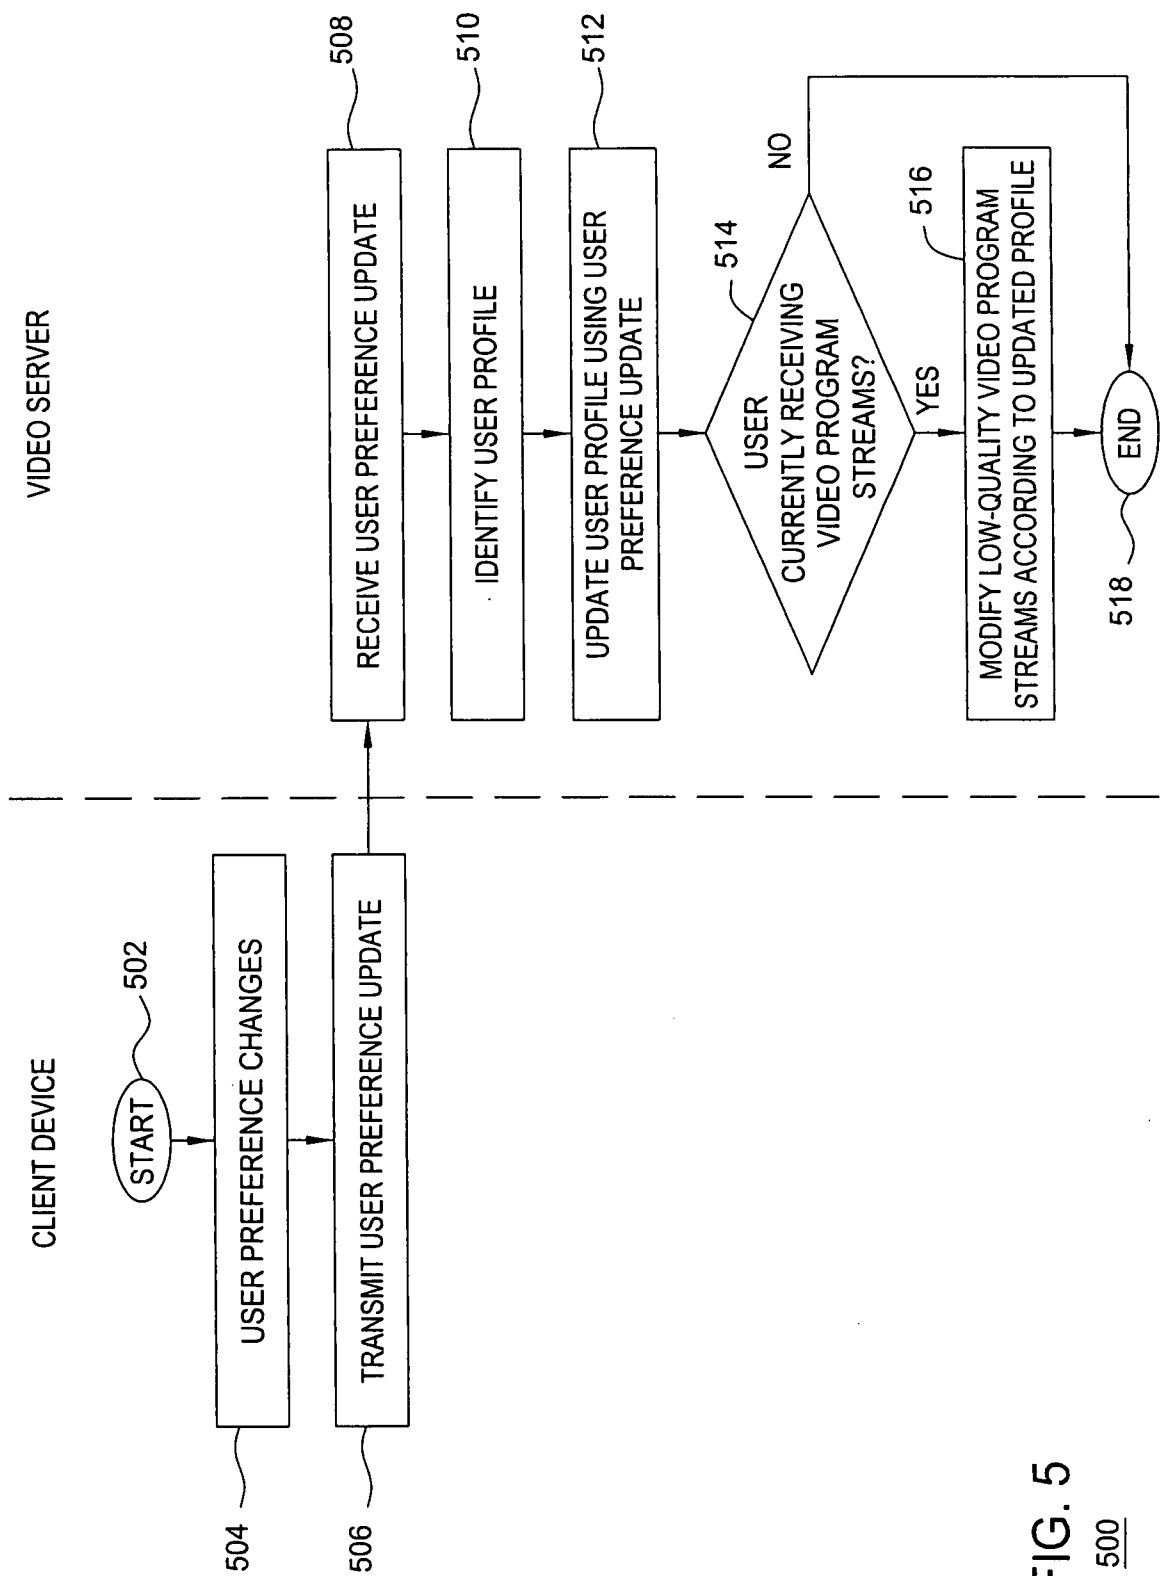 CLIENT DEVICE
VIDEO SERVER
START
502
USER PREFERENCE CHANGES
504
TRANSMIT USER PREFERENCE UPDATE
506
RECEIVE USER PREFERENCE UPDATE
508
IDENTIFY USER PROFILE
510
UPDATE USER PROFILE USING USER
PREFERENCE UPDATE
512
USER
CURRENTLY RECEIVING
VIDEO PROGRAM
STREAMS?
514
NO
YES
MODIFY LOW-QUALITY VIDEO PROGRAM
STREAMS ACCORDING TO UPDATED PROFILE
516
END
518
FIG. 5
500